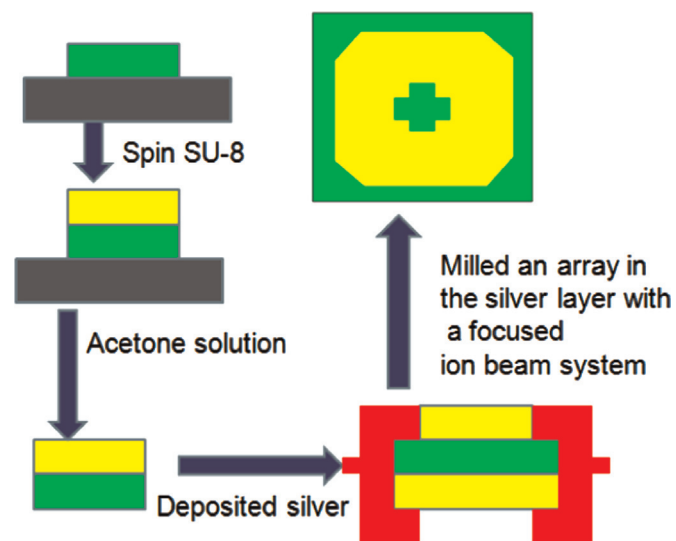 Spin SU-8
Acetone solution
Deposited silver
Milled an array in
the silver layer with
a focused
ion beam system